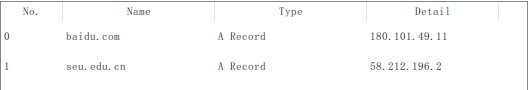 No. Name Type Detail
0 baidu.com A Record 180.101.49.11
1 seu.edu.cn A Record 58.212.196.2